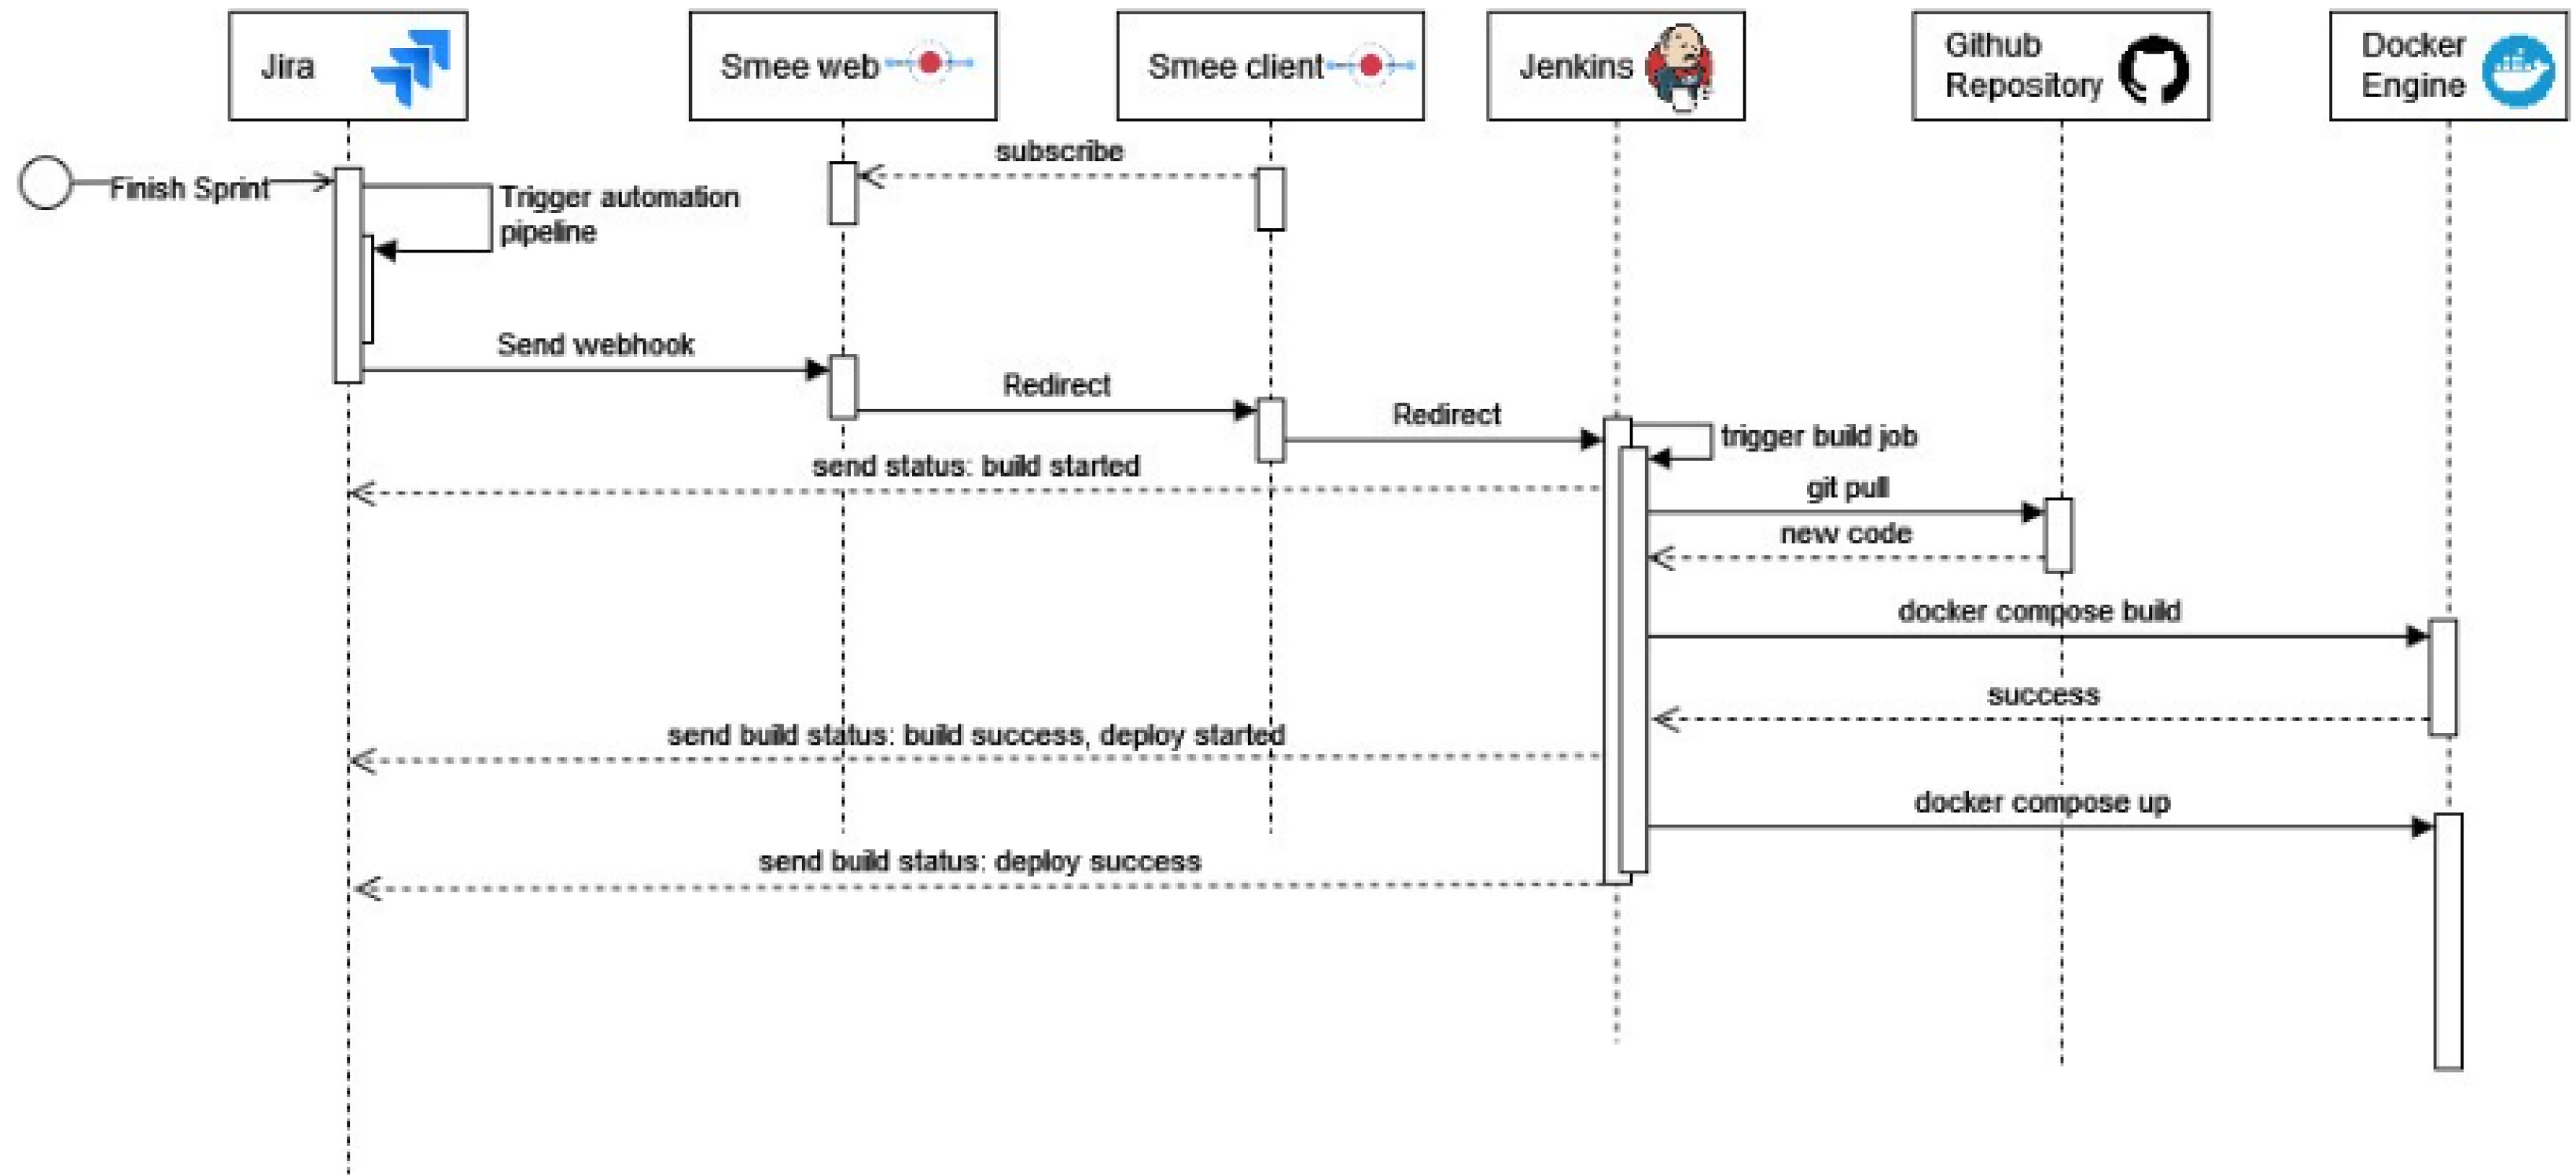 Jira
Smee web
Smee client
Jenkins
Github
Repository
Docker
Engine
subscribe
Finish Sprint
Trigger automation
pipeline
Send webhook
Redirect
Redirect
trigger build job
send status: build started
git pull
new code
docker compose build
success
send build status: build success, deploy started
docker compose up
send build status: deploy success